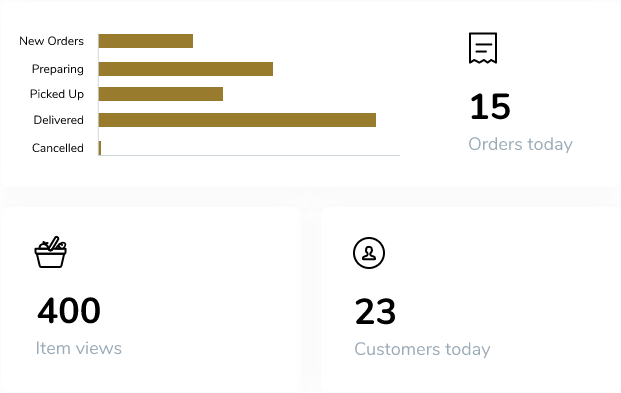 New Orders
Preparing
Picked Up
Delivered
Cancelled
15
Orders today
400
Item views
23
Customers today